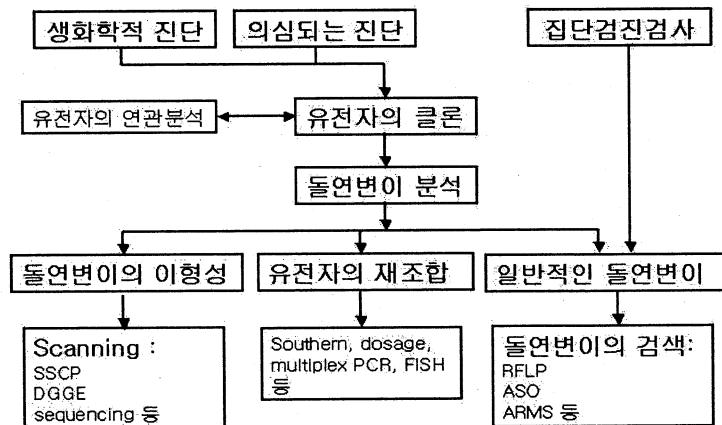 생화학적 진단
의심되는 진단
집단검진검사
유전자의 연관분석
유전자의 클론
돌연변이 분석
돌연변이의 이형성
유전자의 재조합
일반적인 돌연변이
Scanning :
SSCP
DGGE
sequencing 등
Southern, dosage,
multiplex PCR, FISH
등
돌연변이의 검색:
RFLP
ASO
ARMS 등